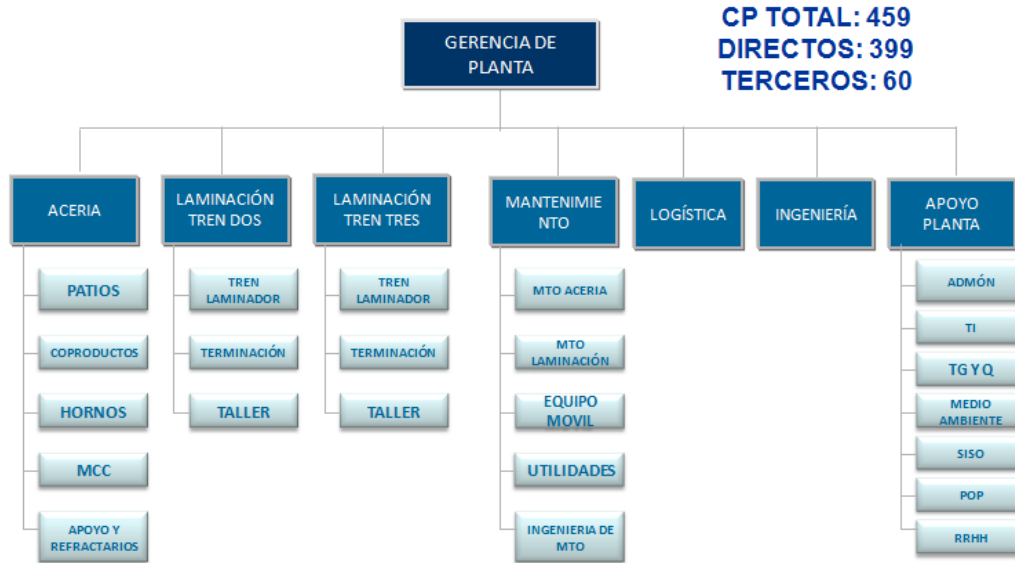 CP TOTAL: 459
DIRECTOS: 399
TERCEROS: 60
GERENCIA DE
PLANTA
ACERIA
LAMINACIÓN
TREN DOS
LAMINACIÓN
TREN TRES
MANTENIMIE
NTO
LOGÍSTICA
INGENIERÍA
APOYO
PLANTA
PATIOS
COPRODUCTOS
HORNOS
MCC
APOYO Y
REFRACTARIOS
TREN
LAMINADOR
TERMINACIÓN
TALLER
TREN
LAMINADOR
TERMINACIÓN
TALLER
MTO ACERIA
MTO
LAMINACIÓN
EQUIPO
MOVIL
UTILIDADES
INGENIERIA DE
MTO
ADMÓN
TI
TG Y Q
MEDIO
AMBIENTE
SISO
POP
RRHH